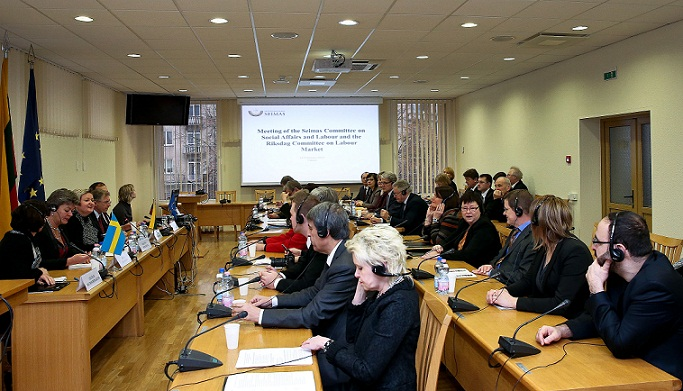 SEIMAS
Meeting of the Seimas Committee on
Social Affairs and Labour and the
Riksdag Committee on Labour
Market